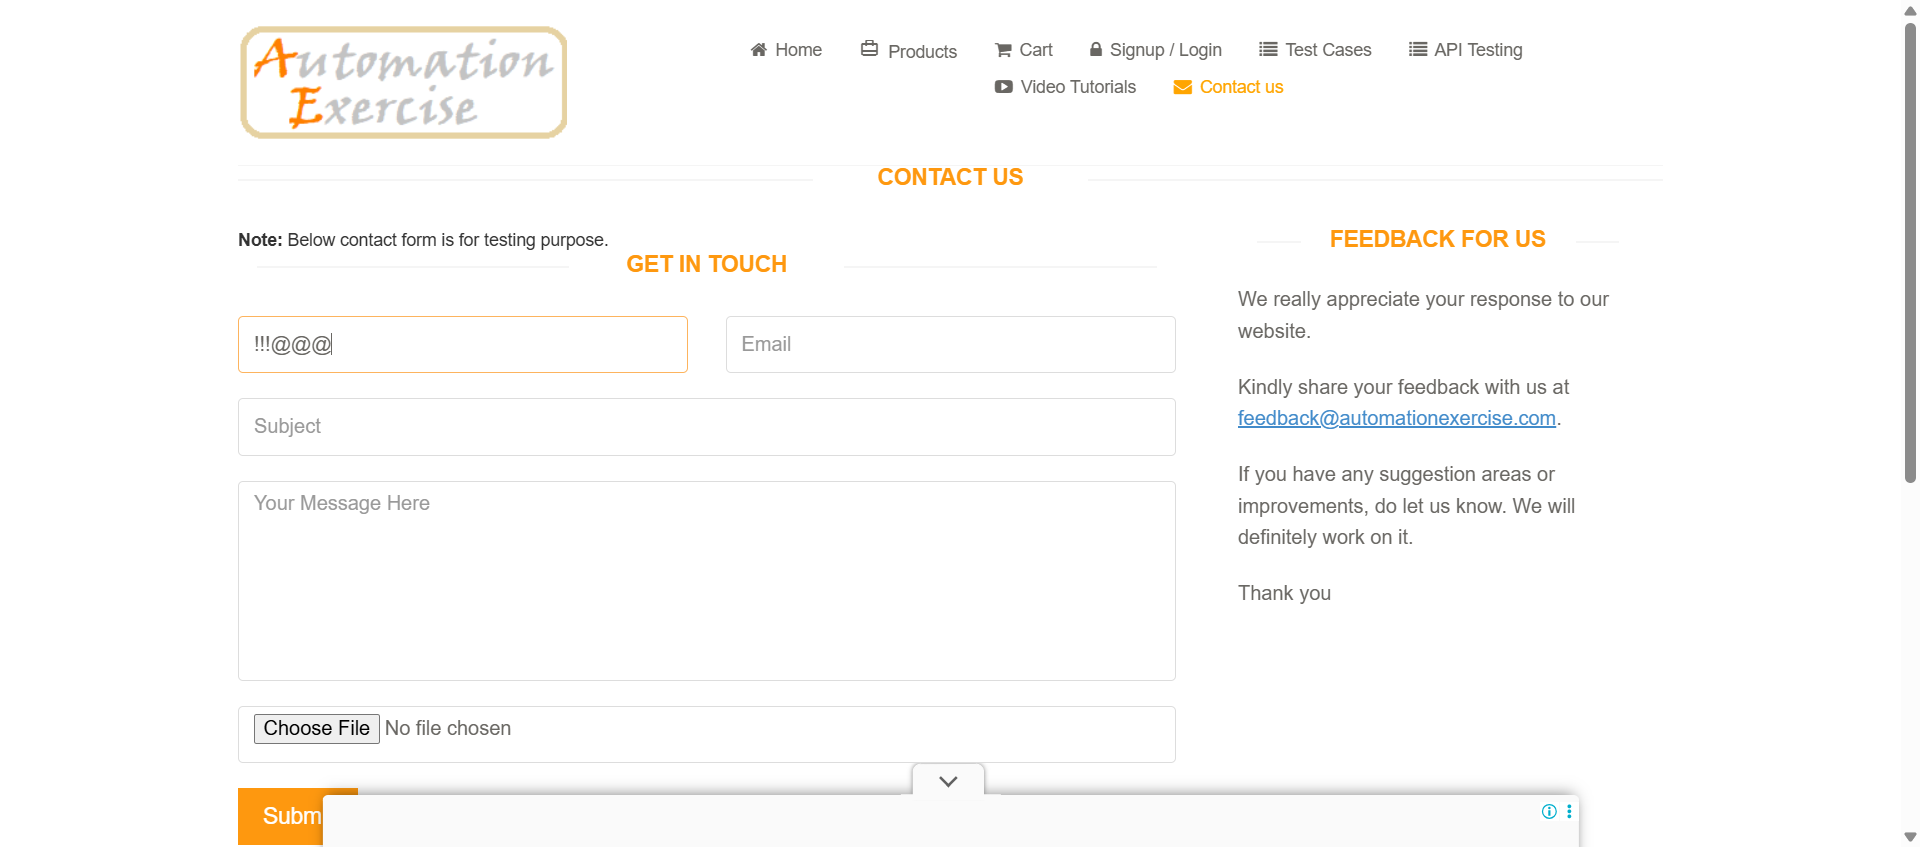 Automation
Exercise
Home Products Cart Signup / Login Test Cases API Testing
Video Tutorials Contact us
CONTACT US
Note: Below contact form is for testing purpose.
GET IN TOUCH
!!!@@@ Email
Subject
Your Message Here
Choose File No file chosen
Subm
FEEDBACK FOR US
We really appreciate your response to our
website.
Kindly share your feedback with us at
feedback@automationexercise.com.
If you have any suggestion areas or
improvements, do let us know. We will
definitely work on it.
Thank you